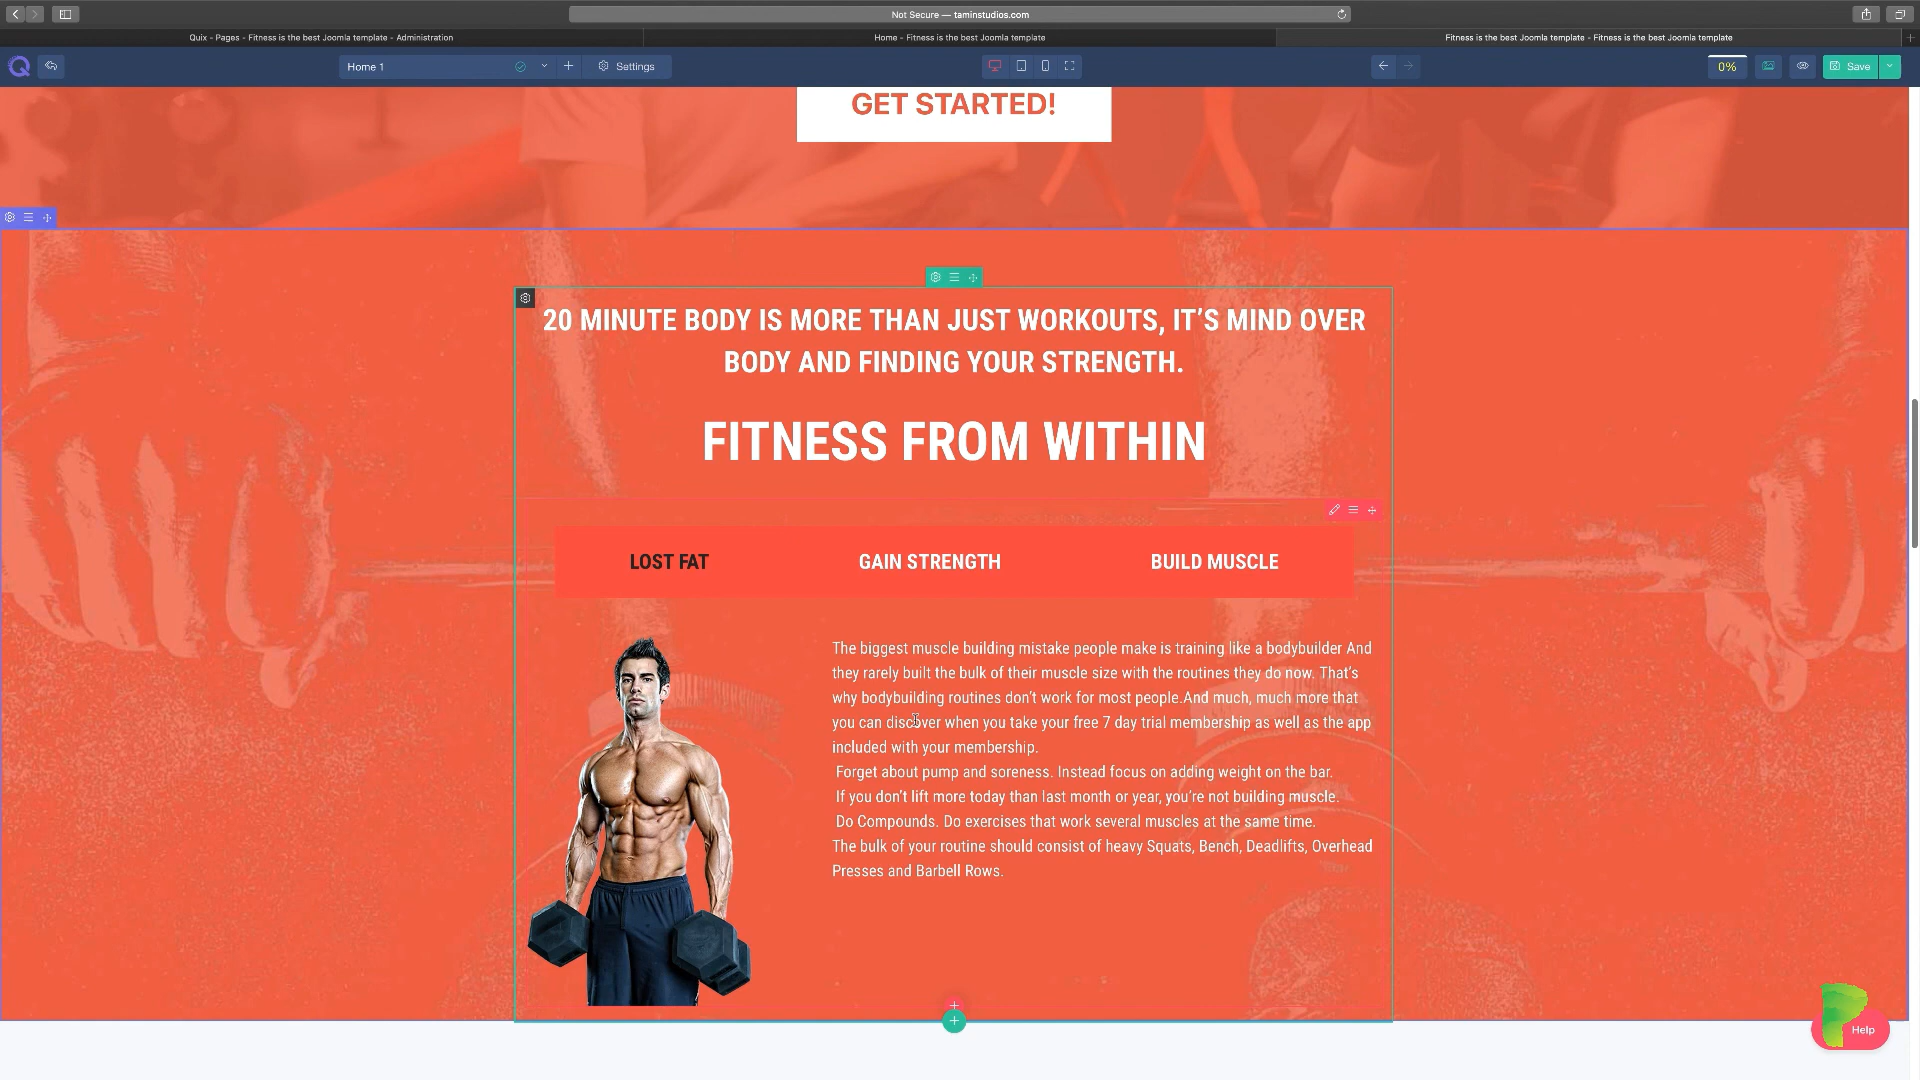 Not Secure — taminstudios.com
Quix - Pages - Fitness is the best Joomla template - Administration
Home - Fitness is the best Joomla template
Fitness is the best Joomla template - Fitness is the best Joomla template
Home 1
Settings
0%
Save
GET STARTED!
20 MINUTE BODY IS MORE THAN JUST WORKOUTS, IT’S MIND OVER
BODY AND FINDING YOUR STRENGTH.
FITNESS FROM WITHIN
LOST FAT
GAIN STRENGTH
BUILD MUSCLE
The biggest muscle building mistake people make is training like a bodybuilder And
they rarely built the bulk of their muscle size with the routines they do now. That’s
why bodybuilding routines don’t work for most people.And much, much more that
you can discover when you take your free 7 day trial membership as well as the app
included with your membership.
Forget about pump and soreness. Instead focus on adding weight on the bar.
If you don’t lift more today than last month or year, you’re not building muscle.
Do Compounds. Do exercises that work several muscles at the same time.
The bulk of your routine should consist of heavy Squats, Bench, Deadlifts, Overhead
Presses and Barbell Rows.
Help